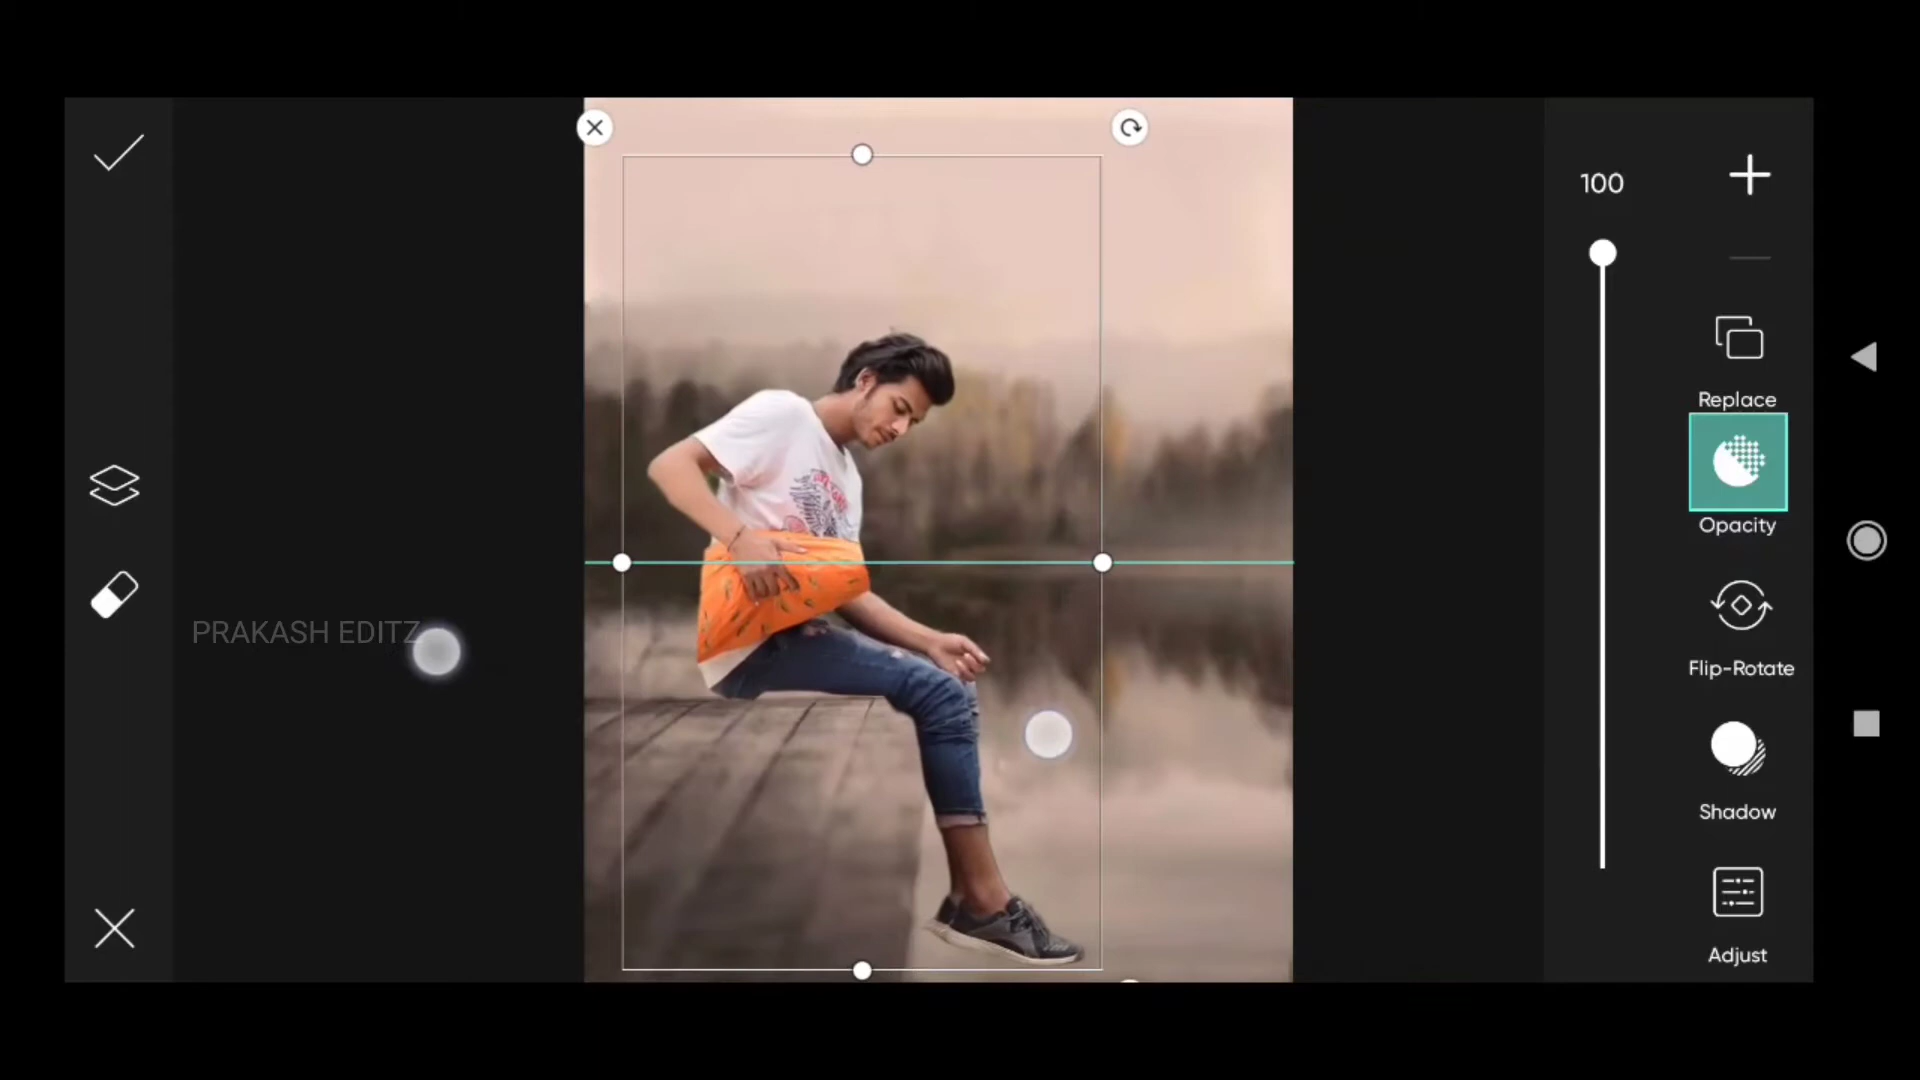 100
Replace
Opacity
PRAKASH EDITZ
Flip-Rotate
Shadow
Adjust